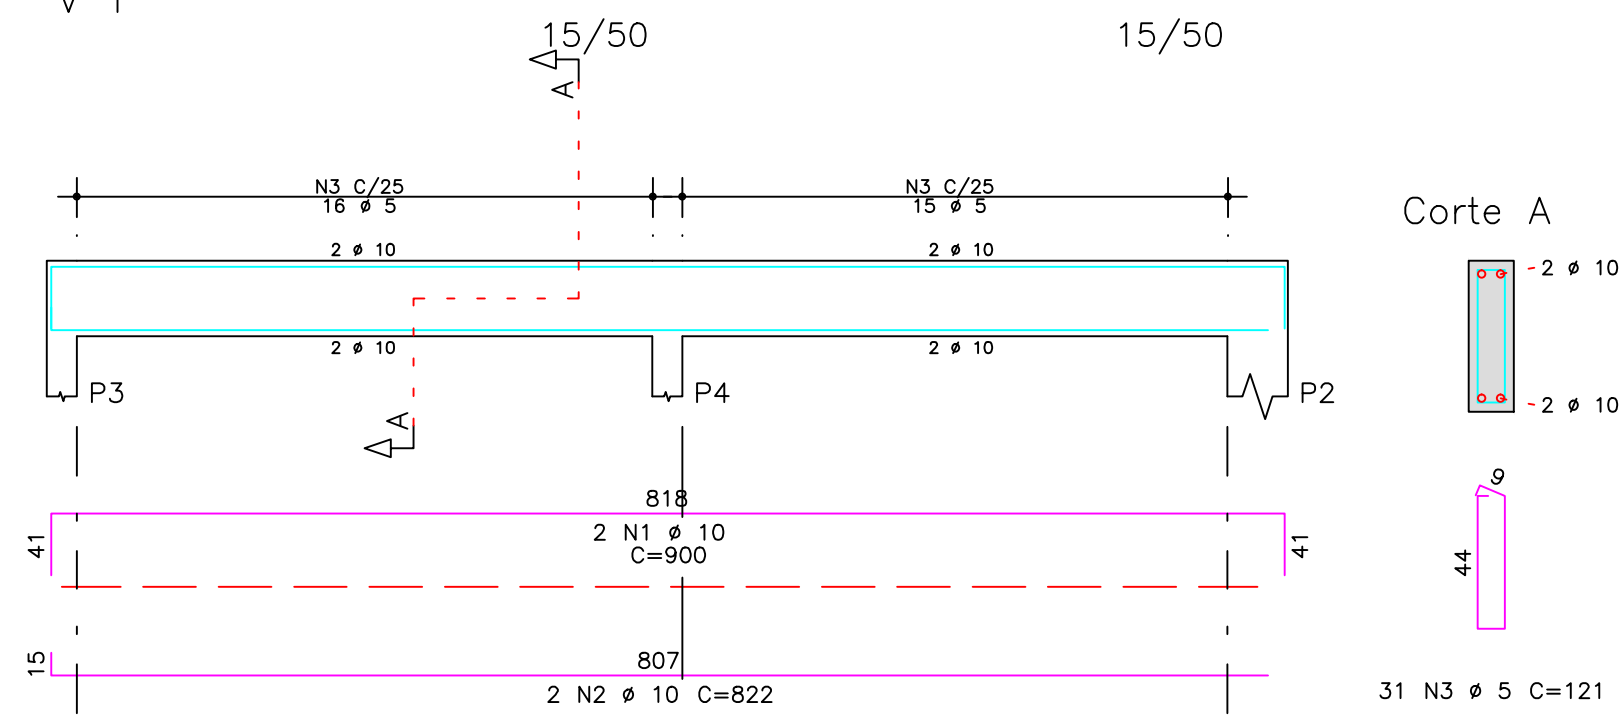 15/50 15/50
A
N3 C/25 N3 C/25
16 ø 5 15 ø 5
Corte A
2 ø 10 2 ø 10
2 ø 10
2 ø 10 2 ø 10
P3 P4 P2
2 ø 10
A
9
818
41 2 N1 ø 10 41
C=900
44
15 807
2 N2 ø 10 C=822
31 N3 ø 5 C=121